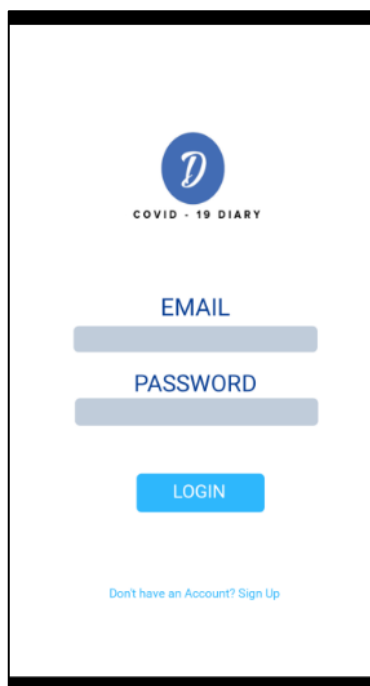 D
COVID - 19 DIARY
EMAIL
PASSWORD
LOGIN
Don't have an Account? Sign Up